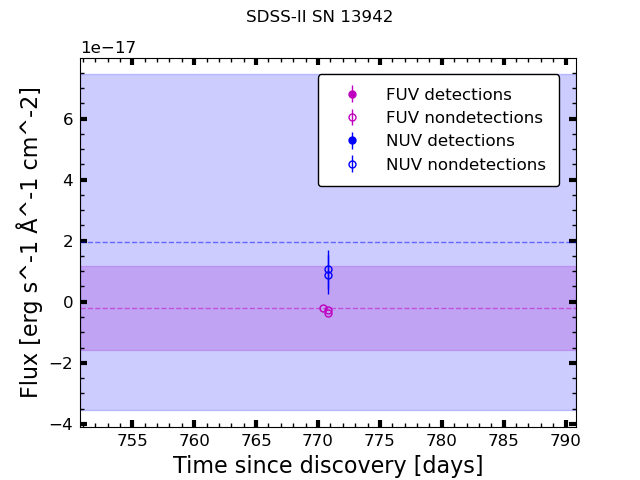 SDSS-II SN 13942
1e−17
FUV detections
FUV nondetections
NUV detections
NUV nondetections
6
4
2
0
−2
−4
Flux [erg s^-1 Å^-1 cm^-2]
755 760 765 770 775 780 785 790
Time since discovery [days]